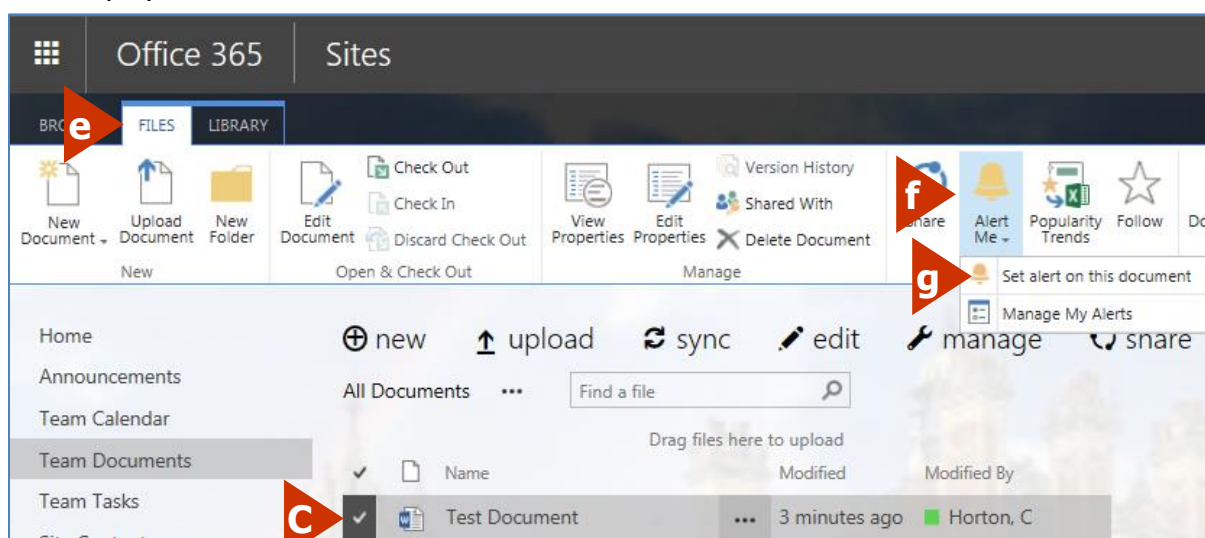 Office 365 Sites
e
FILES LIBRARY
New Document
Upload Document
New Folder
New
Edit Document
Check Out
Check In
Discard Check Out
Open & Check Out
View Properties
Edit Properties
Version History
Shared With
Delete Document
Manage
f
Alert Me
Popularity Trends
Follow
g
Set alert on this document
Manage My Alerts
Home
Announcements
Team Calendar
Team Documents
Team Tasks
new upload sync edit manage share
All Documents ••• Find a file
Drag files here to upload
Name Modified Modified By
C
Test Document ••• 3 minutes ago Horton, C